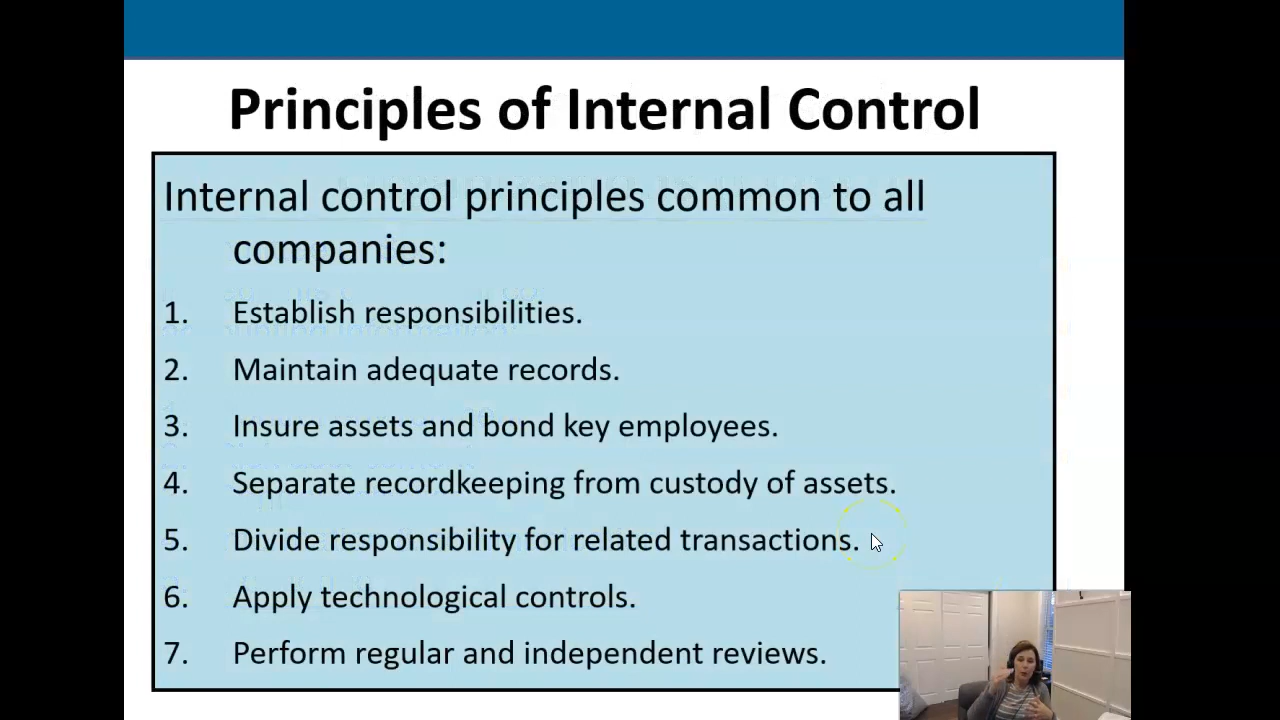 Principles of Internal Control
Internal control principles common to all
companies:
1. Establish responsibilities.
2. Maintain adequate records.
3. Insure assets and bond key employees.
4. Separate recordkeeping from custody of assets.
5. Divide responsibility for related transactions.
6. Apply technological controls.
7. Perform regular and independent reviews.